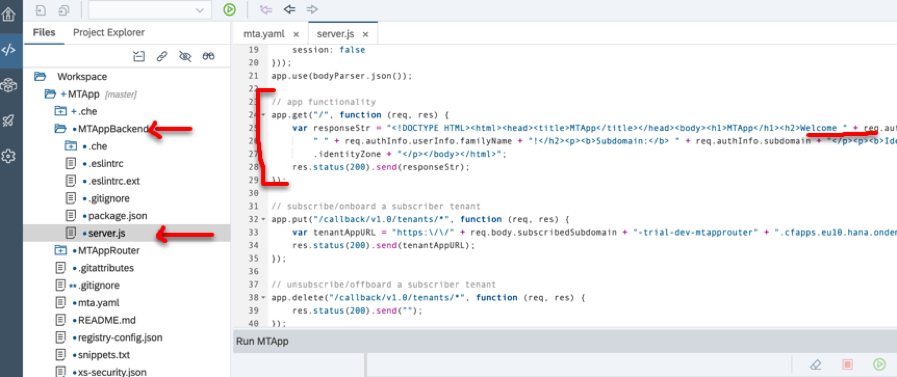 Files
Project Explorer
Workspace
MTApp [master]
.che
MTAppBackend
.che
.eslintrc
.eslintrc.ext
.gitignore
package.json
server.js
MTAppRouter
.gitattributes
.gitignore
mta.yaml
README.md
registry-config.json
snippets.txt
xs-security.json
mta.yaml × server.js ×
19 session: false
20 }));
21 app.use(bodyParser.json());
22
23 // app functionality
24 app.get("/", function (req, res) {
25 var responseStr = "<!DOCTYPE HTML><html><head><title>MTApp</title></head><body><h1>MTApp</h1><h2>Welcome " + req.aut
26 " " + req.authInfo.userInfo.familyName + "!</h2><p><b>Subdomain:</b> " + req.authInfo.subdomain + "</p><p><b>Ide
27 .identityZone + "</p></body></html>";
28 res.status(200).send(responseStr);
29 });
30
31 // subscribe/onboard a subscriber tenant
32 app.put("/callback/v1.0/tenants/*", function (req, res) {
33 var tenantAppURL = "https:\/\/" + req.body.subscribedSubdomain + "-trial-dev-mtapprouter" + ".cfapps.eu10.hana.ondem
34 res.status(200).send(tenantAppURL);
35 });
36
37 // unsubscribe/offboard a subscriber tenant
38 app.delete("/callback/v1.0/tenants/*", function (req, res) {
39 res.status(200).send("");
40 });
Run MTApp